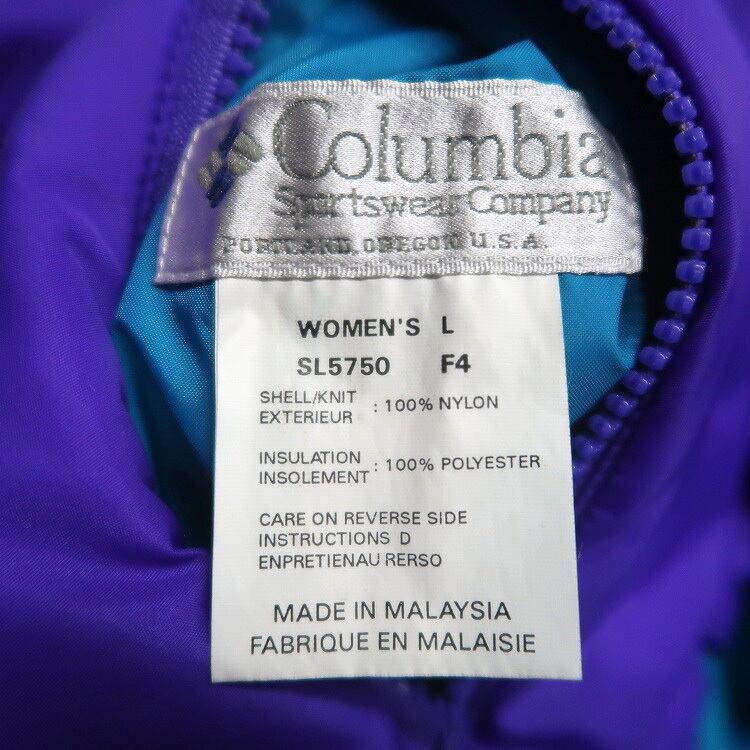 Columbia
Sportswear Company
PORTLAND, OREGON U.S.A.
WOMEN'S L
SL5750 F4
SHELL/KNIT
EXTERIEUR : 100% NYLON
INSULATION
INSOLEMENT : 100% POLYESTER
CARE ON REVERSE SIDE
INSTRUCTIONS D
ENPRETIENAU RERSO
MADE IN MALAYSIA
FABRIQUE EN MALAISIE